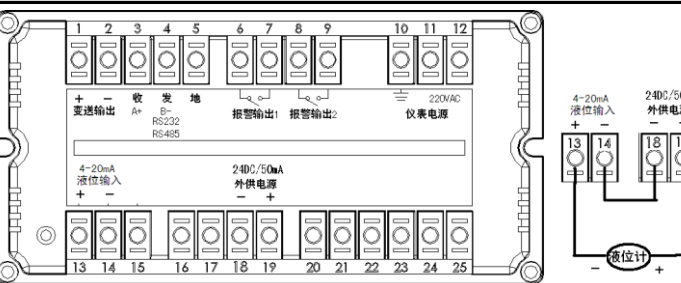 1 2 3 4 5 6 7 8 9 10 11 12
+ − 收 发 地
变送输出 A+ B− 报警输出1 报警输出2 220VAC
RS232 仪表电源
RS485
4-20mA 24DC/50mA
液位输入 外供电源
+ − − +
13 14 15 16 17 18 19 20 21 22 23 24 25
4-20mA
液位输入
+ −
13 14 18
− 液位计 +